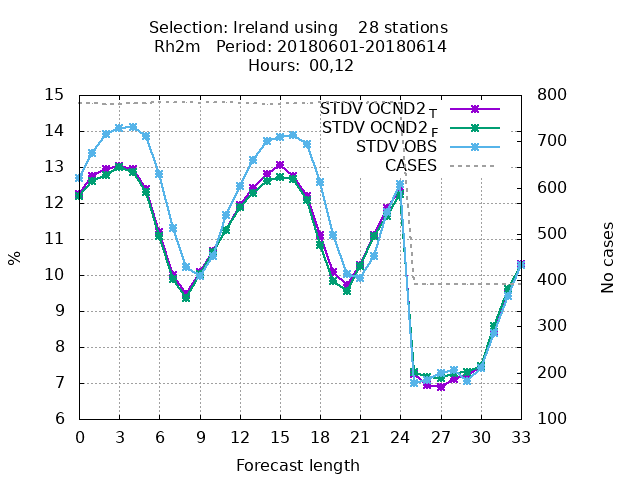 Selection: Ireland using    28 stations
Rh2m   Period: 20180601-20180614
Hours:  00,12
15
14
13
12
11
10
9
8
7
6
800
700
600
500
400
300
200
100
STDV OCND2 T
STDV OCND2 F
STDV OBS
CASES
%
No cases
0 3 6 9 12 15 18 21 24 27 30 33
Forecast length